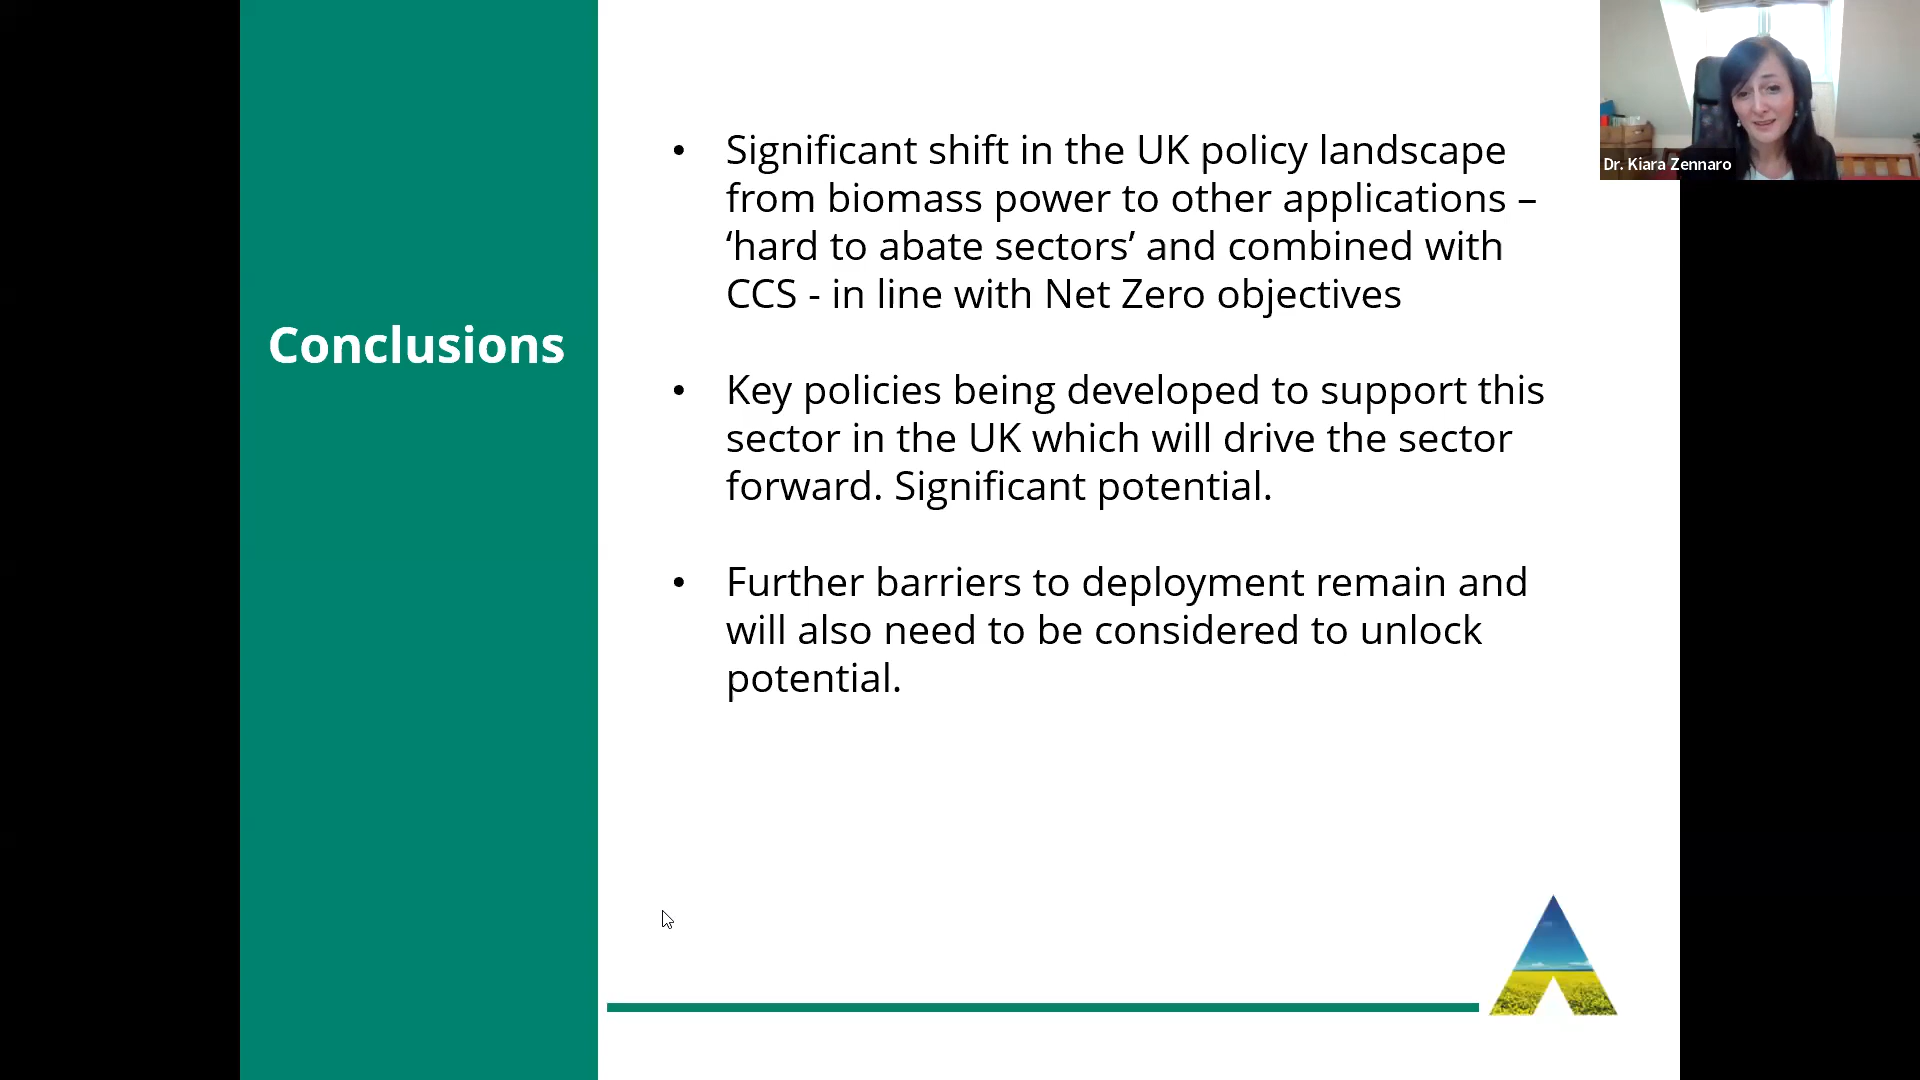 Conclusions
• Significant shift in the UK policy landscape
from biomass power to other applications –
‘hard to abate sectors’ and combined with
CCS - in line with Net Zero objectives
• Key policies being developed to support this
sector in the UK which will drive the sector
forward. Significant potential.
• Further barriers to deployment remain and
will also need to be considered to unlock
potential.
Dr. Kiara Zennaro